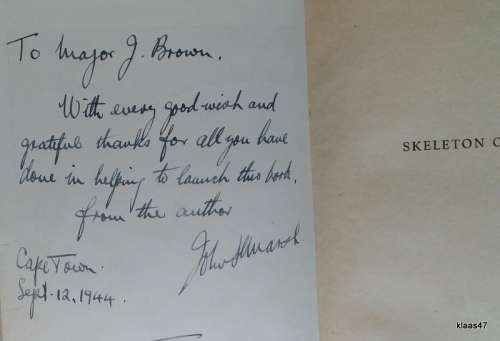 To Major J. Brown.
With every good wish and
grateful thanks for all you have
done in helping to launch this book,
from the author
John H Marsh
Cape Town.
Sept. 12, 1944.
SKELETON C
klaas47